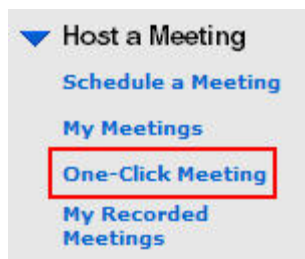 Host a Meeting
Schedule a Meeting
My Meetings
One-Click Meeting
My Recorded
Meetings